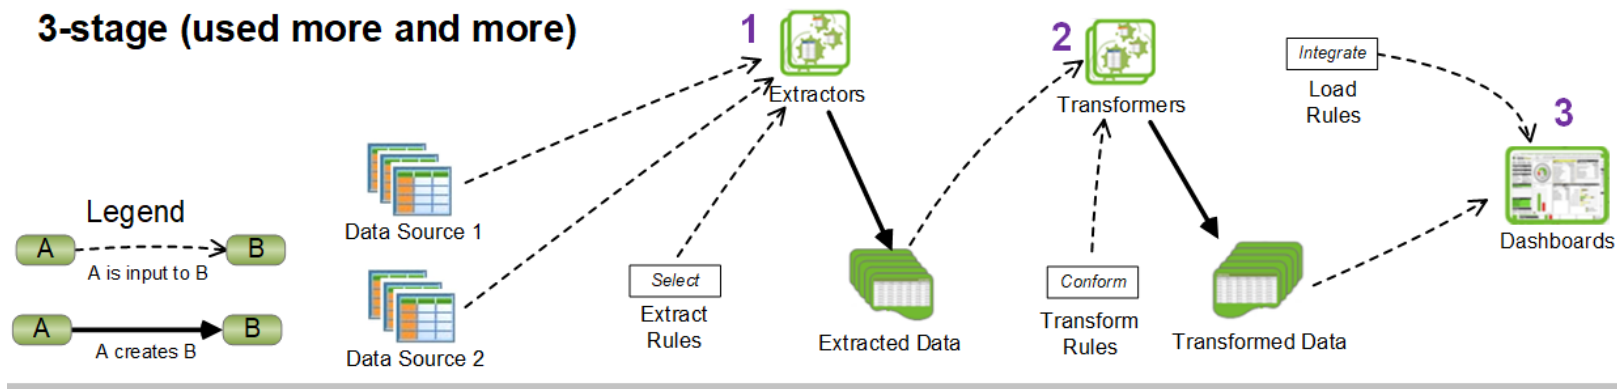 3-stage (used more and more)
1
Extractors
2
Transformers
Integrate
Load
Rules
3
Dashboards
Data Source 1
Data Source 2
Select
Extract
Rules
Extracted Data
Conform
Transform
Rules
Transformed Data
Legend
A
B
A is input to B
A
B
A creates B